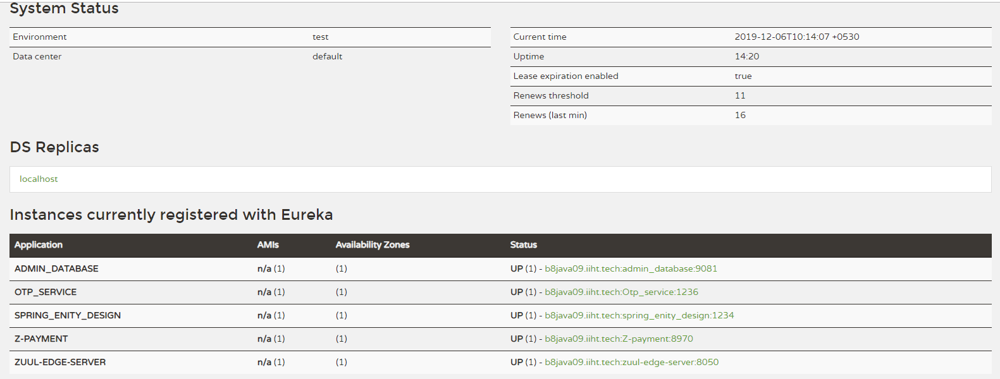 System Status
Environment test
Data center default
Current time 2019-12-06T10:14:07 +0530
Uptime 14:20
Lease expiration enabled true
Renews threshold 11
Renews (last min) 16
DS Replicas
localhost
Instances currently registered with Eureka
Application AMIs Availability Zones Status
ADMIN_DATABASE n/a (1) (1) UP (1) - b8java09.iiht.tech:admin_database:9081
OTP_SERVICE n/a (1) (1) UP (1) - b8java09.iiht.tech:Otp_service:1236
SPRING_ENITY_DESIGN n/a (1) (1) UP (1) - b8java09.iiht.tech:spring_enity_design:1234
Z-PAYMENT n/a (1) (1) UP (1) - b8java09.iiht.tech:Z-payment:8970
ZUUL-EDGE-SERVER n/a (1) (1) UP (1) - b8java09.iiht.tech:zuul-edge-server:8050